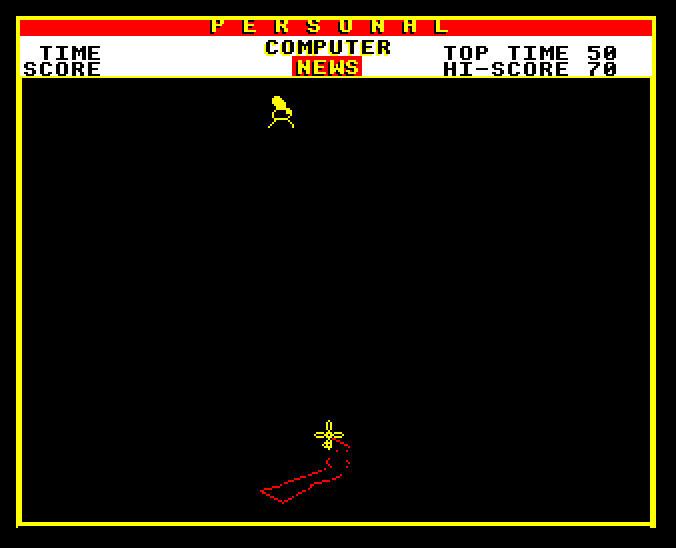 PERSONAL
COMPUTER
NEWS
TIME
SCORE
TOP TIME 50
HI-SCORE 70